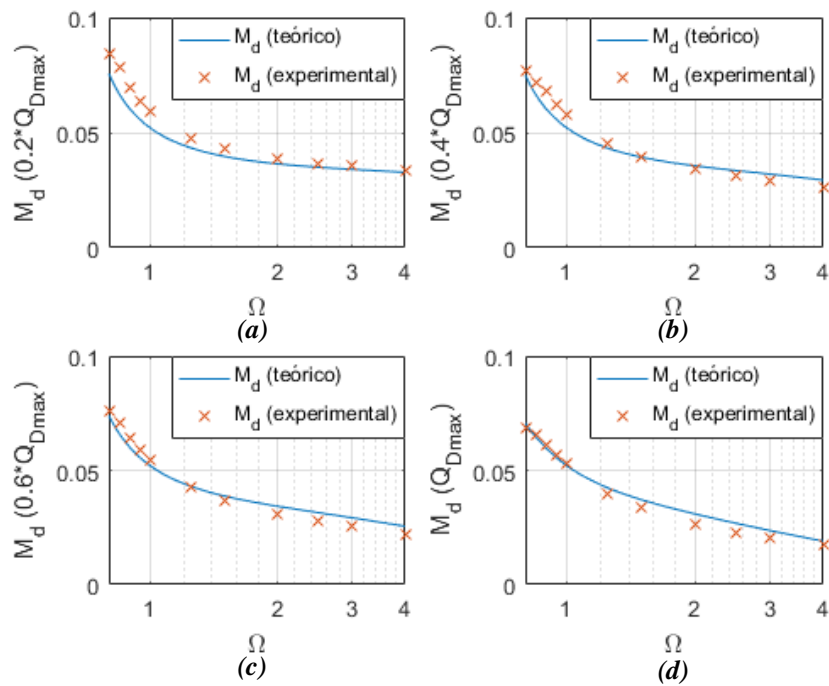 0.1
M_d (teórico)
M_d (experimental)
0.05
0
M_d (0.2*Q_Dmax)
1 2 3 4
Ω
(a)
0.1
M_d (teórico)
M_d (experimental)
0.05
0
M_d (0.4*Q_Dmax)
1 2 3 4
Ω
(b)
0.1
M_d (teórico)
M_d (experimental)
0.05
0
M_d (0.6*Q_Dmax)
1 2 3 4
Ω
(c)
0.1
M_d (teórico)
M_d (experimental)
0.05
0
M_d (Q_Dmax)
1 2 3 4
Ω
(d)